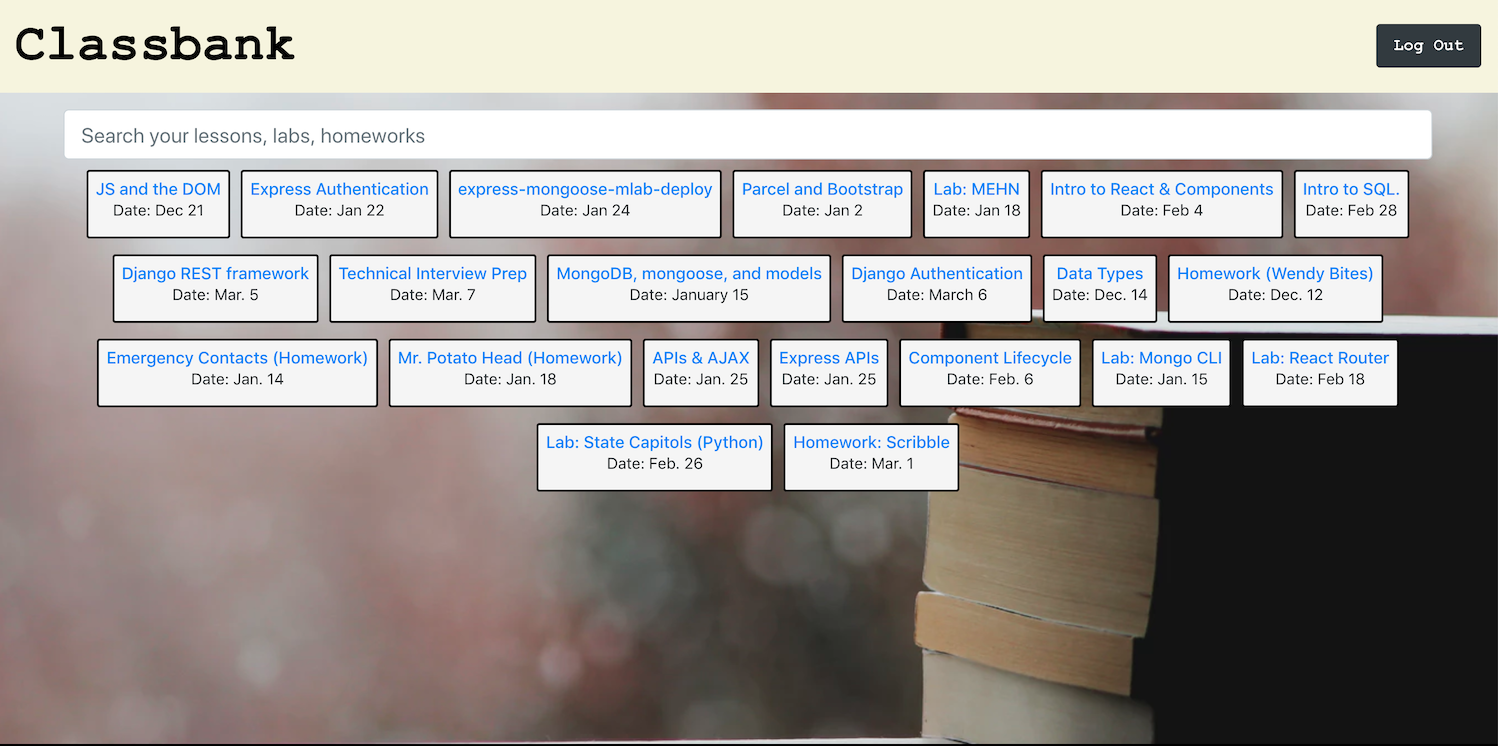 Classbank
Log Out
Search your lessons, labs, homeworks
JS and the DOM
Date: Dec 21
Express Authentication
Date: Jan 22
express-mongoose-mlab-deploy
Date: Jan 24
Parcel and Bootstrap
Date: Jan 2
Lab: MEHN
Date: Jan 18
Intro to React & Components
Date: Feb 4
Intro to SQL.
Date: Feb 28
Django REST framework
Date: Mar. 5
Technical Interview Prep
Date: Mar. 7
MongoDB, mongoose, and models
Date: January 15
Django Authentication
Date: March 6
Data Types
Date: Dec. 14
Homework (Wendy Bites)
Date: Dec. 12
Emergency Contacts (Homework)
Date: Jan. 14
Mr. Potato Head (Homework)
Date: Jan. 18
APIs & AJAX
Date: Jan. 25
Express APIs
Date: Jan. 25
Component Lifecycle
Date: Feb. 6
Lab: Mongo CLI
Date: Jan. 15
Lab: React Router
Date: Feb 18
Lab: State Capitols (Python)
Date: Feb. 26
Homework: Scribble
Date: Mar. 1